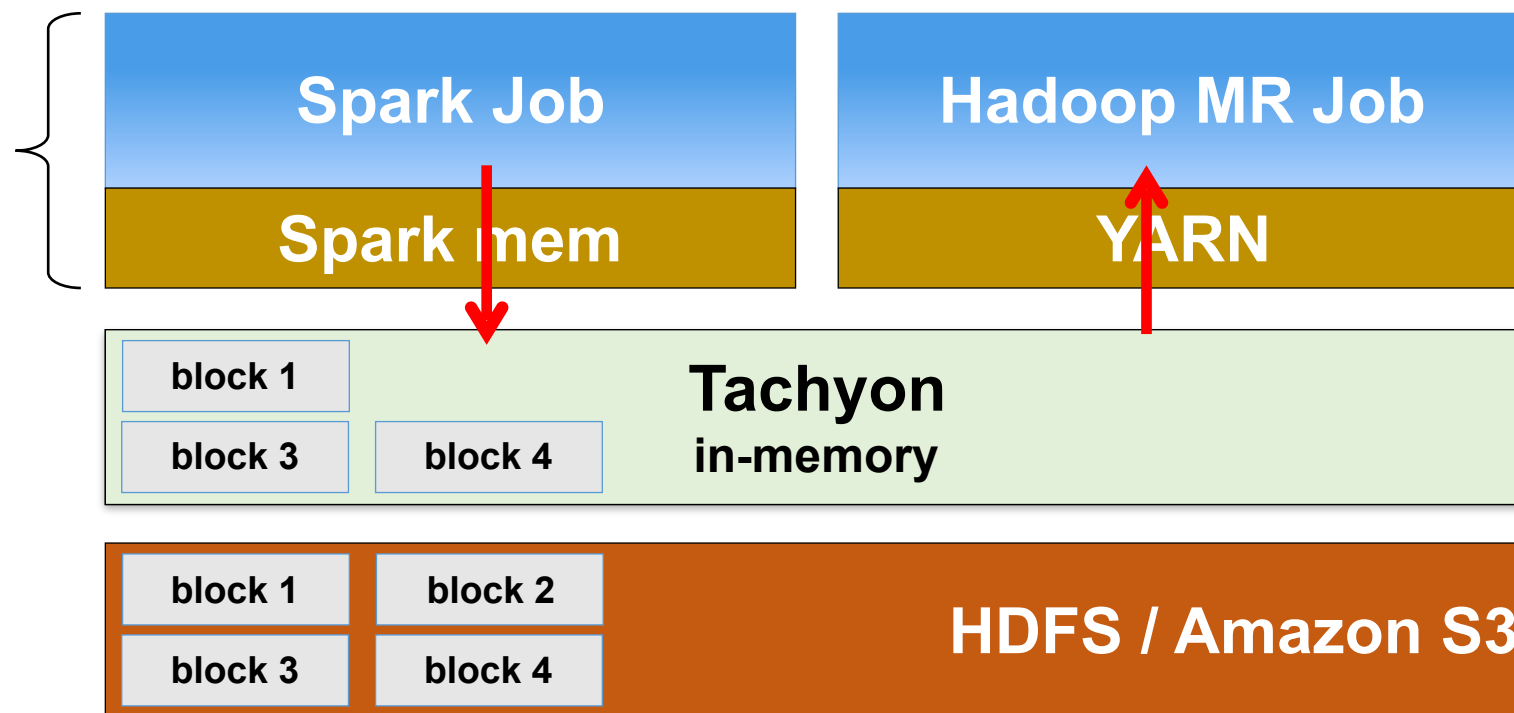 Spark Job
Hadoop MR Job
Spark mem
YARN
block 1
Tachyon
block 3
block 4
in-memory
block 1
block 2
HDFS / Amazon S3
block 3
block 4